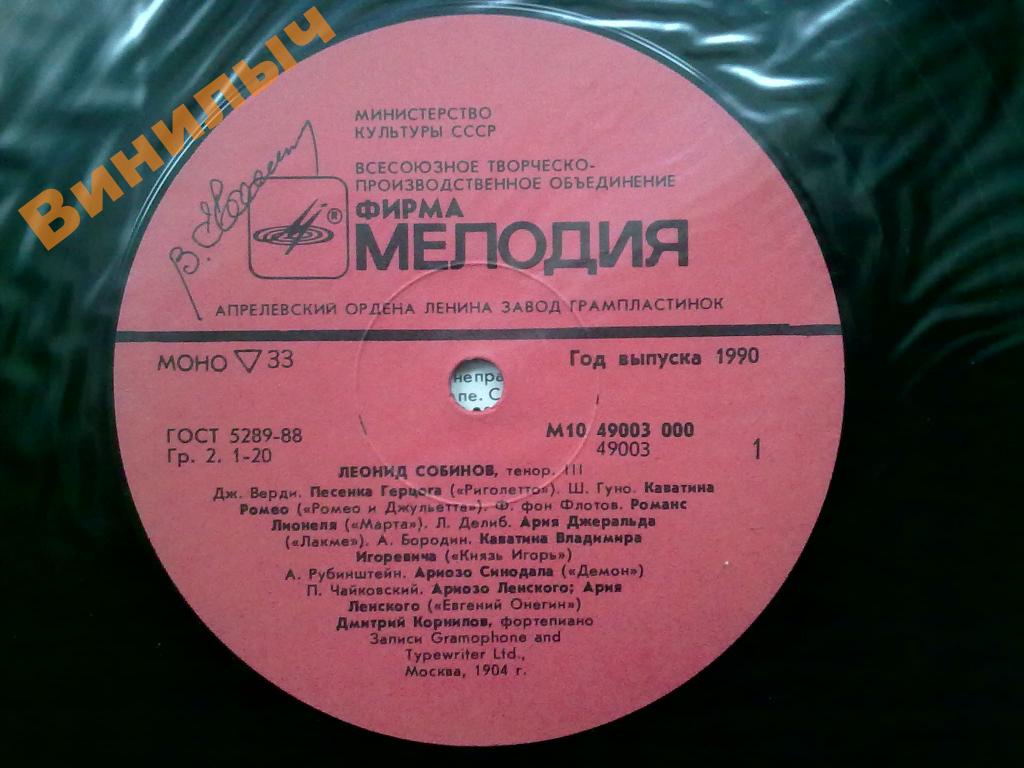 Винилыч
МИНИСТЕРСТВО
КУЛЬТУРЫ СССР
ВСЕСОЮЗНОЕ ТВОРЧЕСКО-
ПРОИЗВОДСТВЕННОЕ ОБЪЕДИНЕНИЕ
ФИРМА
®
МЕЛОДИЯ
АПРЕЛЕВСКИЙ ОРДЕНА ЛЕНИНА ЗАВОД ГРАМПЛАСТИНОК
МОНО ▽ 33
Год выпуска 1990
непра
пе. С
ГОСТ 5289-88
Гр. 2. 1-20
М10 49003 000
49003
1
ЛЕОНИД СОБИНОВ, тенор. III
Дж. Верди. Песенка Герцога («Риголетто»). Ш. Гуно. Каватина
Ромео («Ромео и Джульетта»). Ф. фон Флотов. Романс
Лионеля («Марта»). Л. Делиб. Ария Джеральда
(«Лакме»). А. Бородин. Каватина Владимира
Игоревича («Князь Игорь»)
А. Рубинштейн. Ариозо Синодала («Демон»)
П. Чайковский. Ариозо Ленского; Ария
Ленского («Евгений Онегин»)
Дмитрий Корнилов, фортепиано
Записи Gramophone and
Typewriter Ltd.,
Москва, 1904 г.